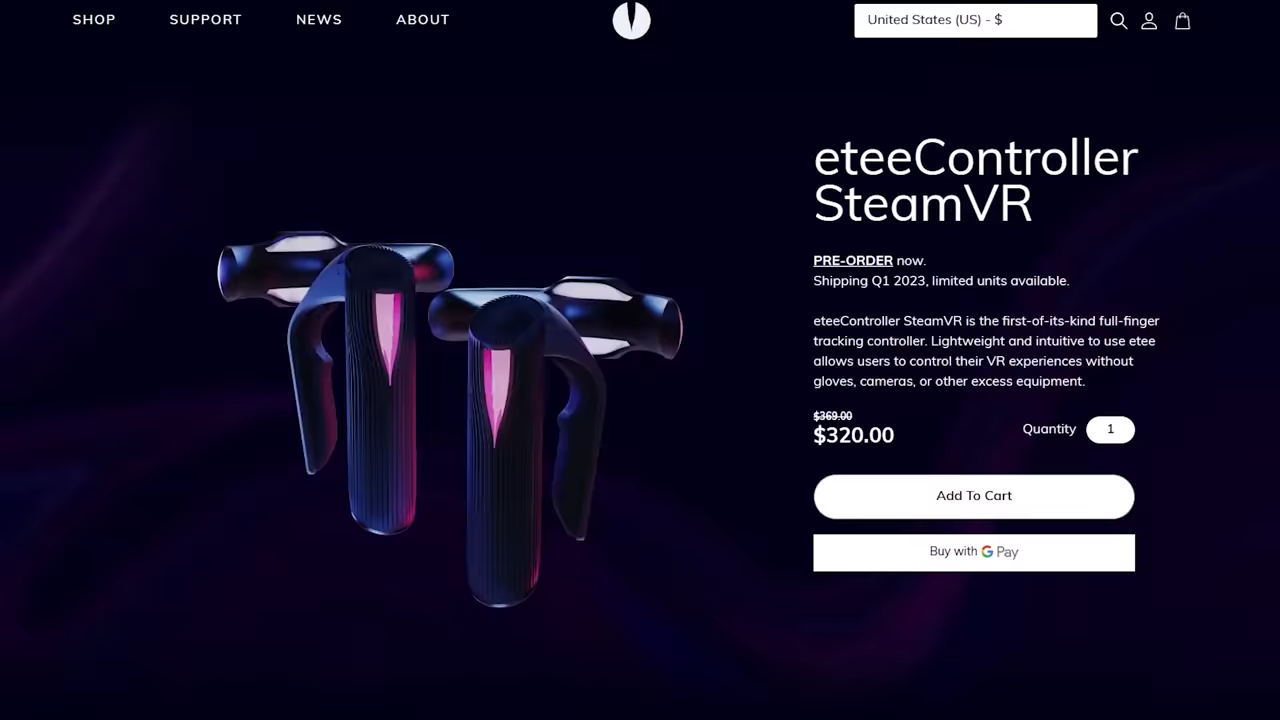 SHOP SUPPORT NEWS ABOUT United States (US) - $
eteeController
SteamVR
PRE-ORDER now.
Shipping Q1 2023, limited units available.
eteeController SteamVR is the first-of-its-kind full-finger
tracking controller. Lightweight and intuitive to use etee
allows users to control their VR experiences without
gloves, cameras, or other excess equipment.
$369.00
$320.00 Quantity 1
Add To Cart
Buy with G Pay